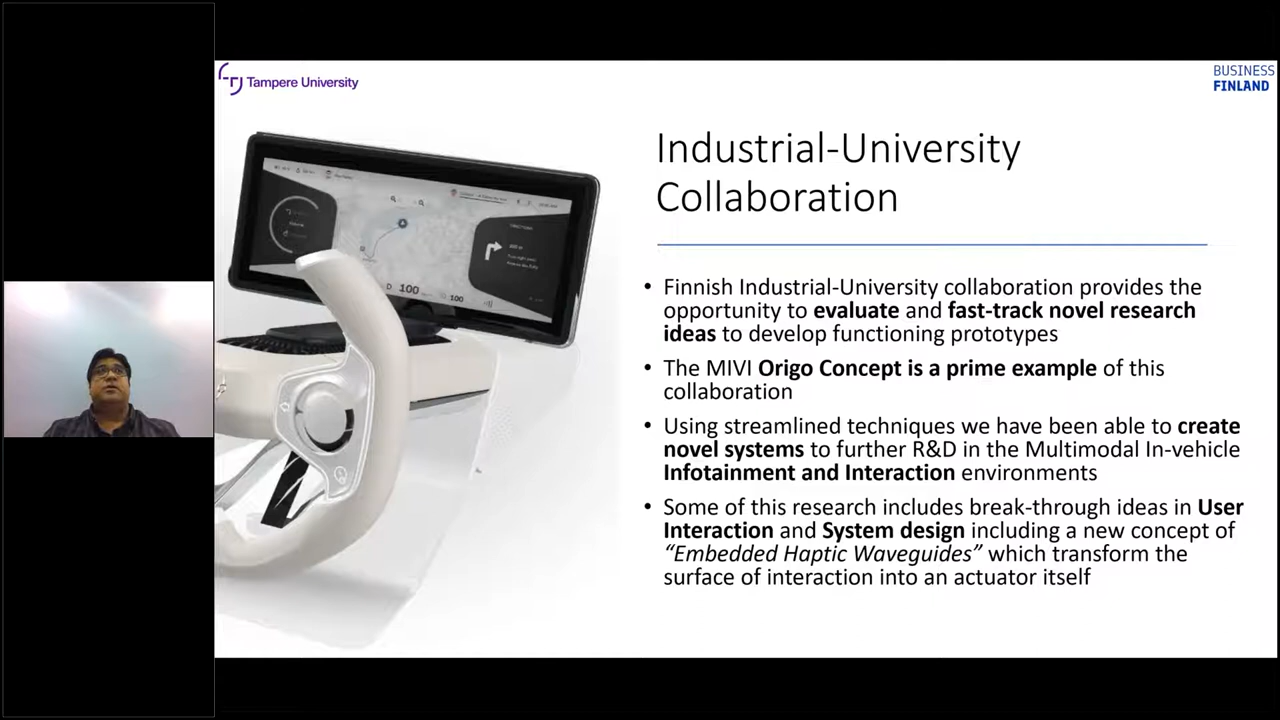 Tampere University
BUSINESS
FINLAND
Industrial-University
Collaboration
• Finnish Industrial-University collaboration provides the
opportunity to evaluate and fast-track novel research
ideas to develop functioning prototypes
• The MIVI Origo Concept is a prime example of this
collaboration
• Using streamlined techniques we have been able to create
novel systems to further R&D in the Multimodal In-vehicle
Infotainment and Interaction environments
• Some of this research includes break-through ideas in User
Interaction and System design including a new concept of
“Embedded Haptic Waveguides” which transform the
surface of interaction into an actuator itself
D 100
100